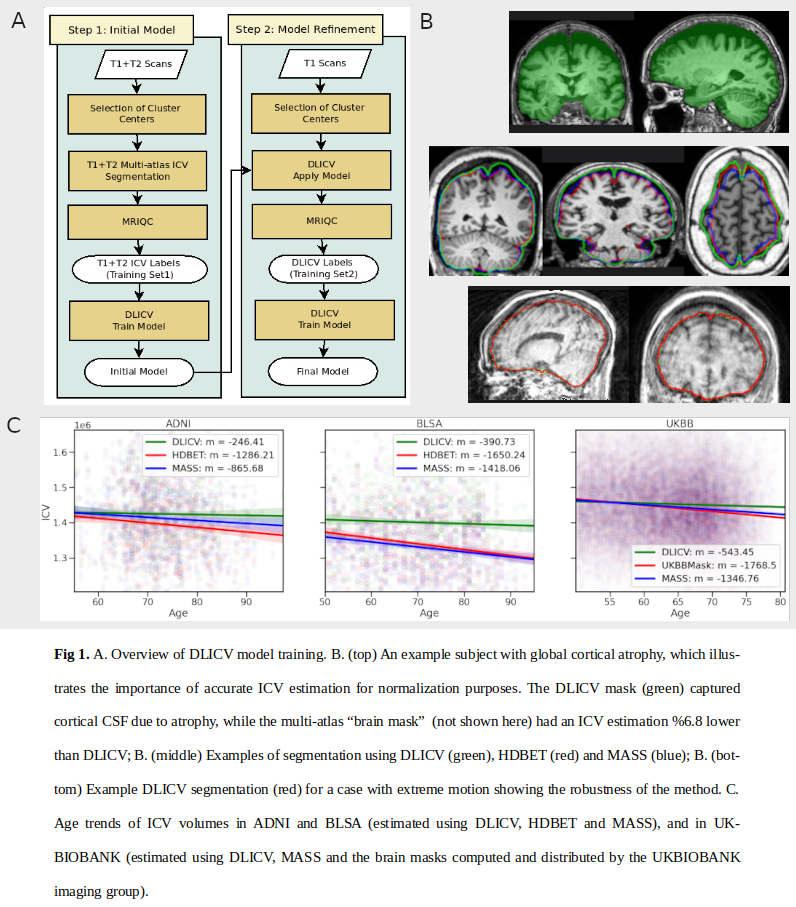 A
Step 1: Initial Model
T1+T2 Scans
Selection of Cluster
Centers
T1+T2 Multi-atlas ICV
Segmentation
MRIQC
T1+T2 ICV Labels
(Training Set1)
DLICV
Train Model
Initial Model
Step 2: Model Refinement
T1 Scans
Selection of Cluster
Centers
DLICV
Apply Model
MRIQC
DLICV Labels
(Training Set2)
DLICV
Train Model
Final Model
B
C
1e6
ADNI
DLICV: m = -246.41
HDBET: m = -1286.21
MASS: m = -865.68
ICV
1.6
1.5
1.4
1.3
60 70 80 90
Age
BLSA
DLICV: m = -390.73
HDBET: m = -1650.24
MASS: m = -1418.06
50 60 70 80 90
Age
UKBB
DLICV: m = -543.45
UKBBMask: m = -1768.5
MASS: m = -1346.76
55 60 65 70 75 80
Age
Fig 1. A. Overview of DLICV model training. B. (top) An example subject with global cortical atrophy, which illus-
trates the importance of accurate ICV estimation for normalization purposes. The DLICV mask (green) captured
cortical CSF due to atrophy, while the multi-atlas “brain mask” (not shown here) had an ICV estimation %6.8 lower
than DLICV; B. (middle) Examples of segmentation using DLICV (green), HDBET (red) and MASS (blue); B. (bot-
tom) Example DLICV segmentation (red) for a case with extreme motion showing the robustness of the method. C.
Age trends of ICV volumes in ADNI and BLSA (estimated using DLICV, HDBET and MASS), and in UK-
BIOBANK (estimated using DLICV, MASS and the brain masks computed and distributed by the UKBIOBANK
imaging group).